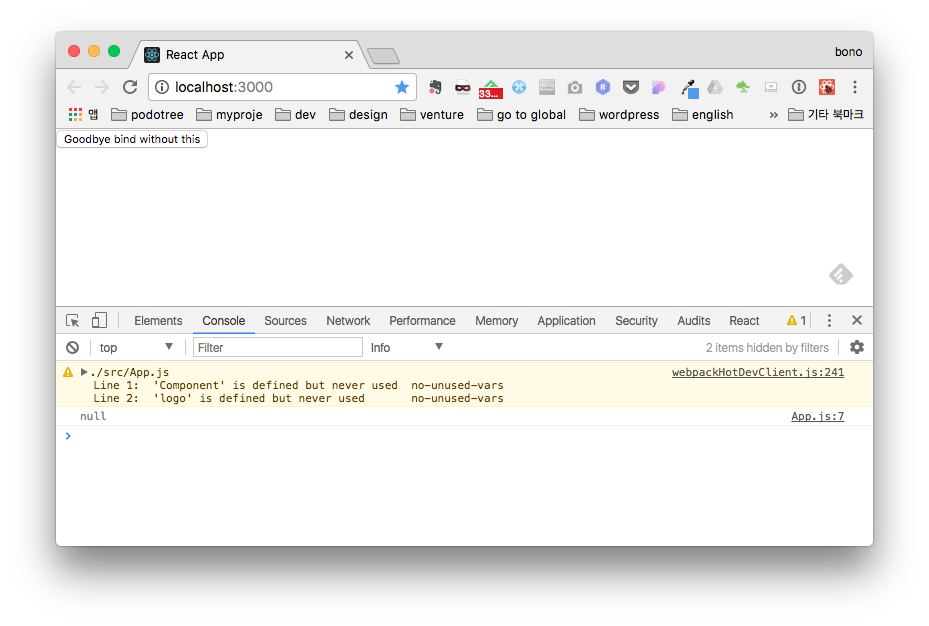 React App
bono
localhost:3000
33...
앱
podotree
myproje
dev
design
venture
go to global
wordpress
english
»
기타 북마크
Goodbye bind without this
Elements Console Sources Network Performance Memory Application Security Audits React 1
top Filter Info 2 items hidden by filters
./src/App.js webpackHotDevClient.js:241
Line 1: 'Component' is defined but never used no-unused-vars
Line 2: 'logo' is defined but never used no-unused-vars
null App.js:7